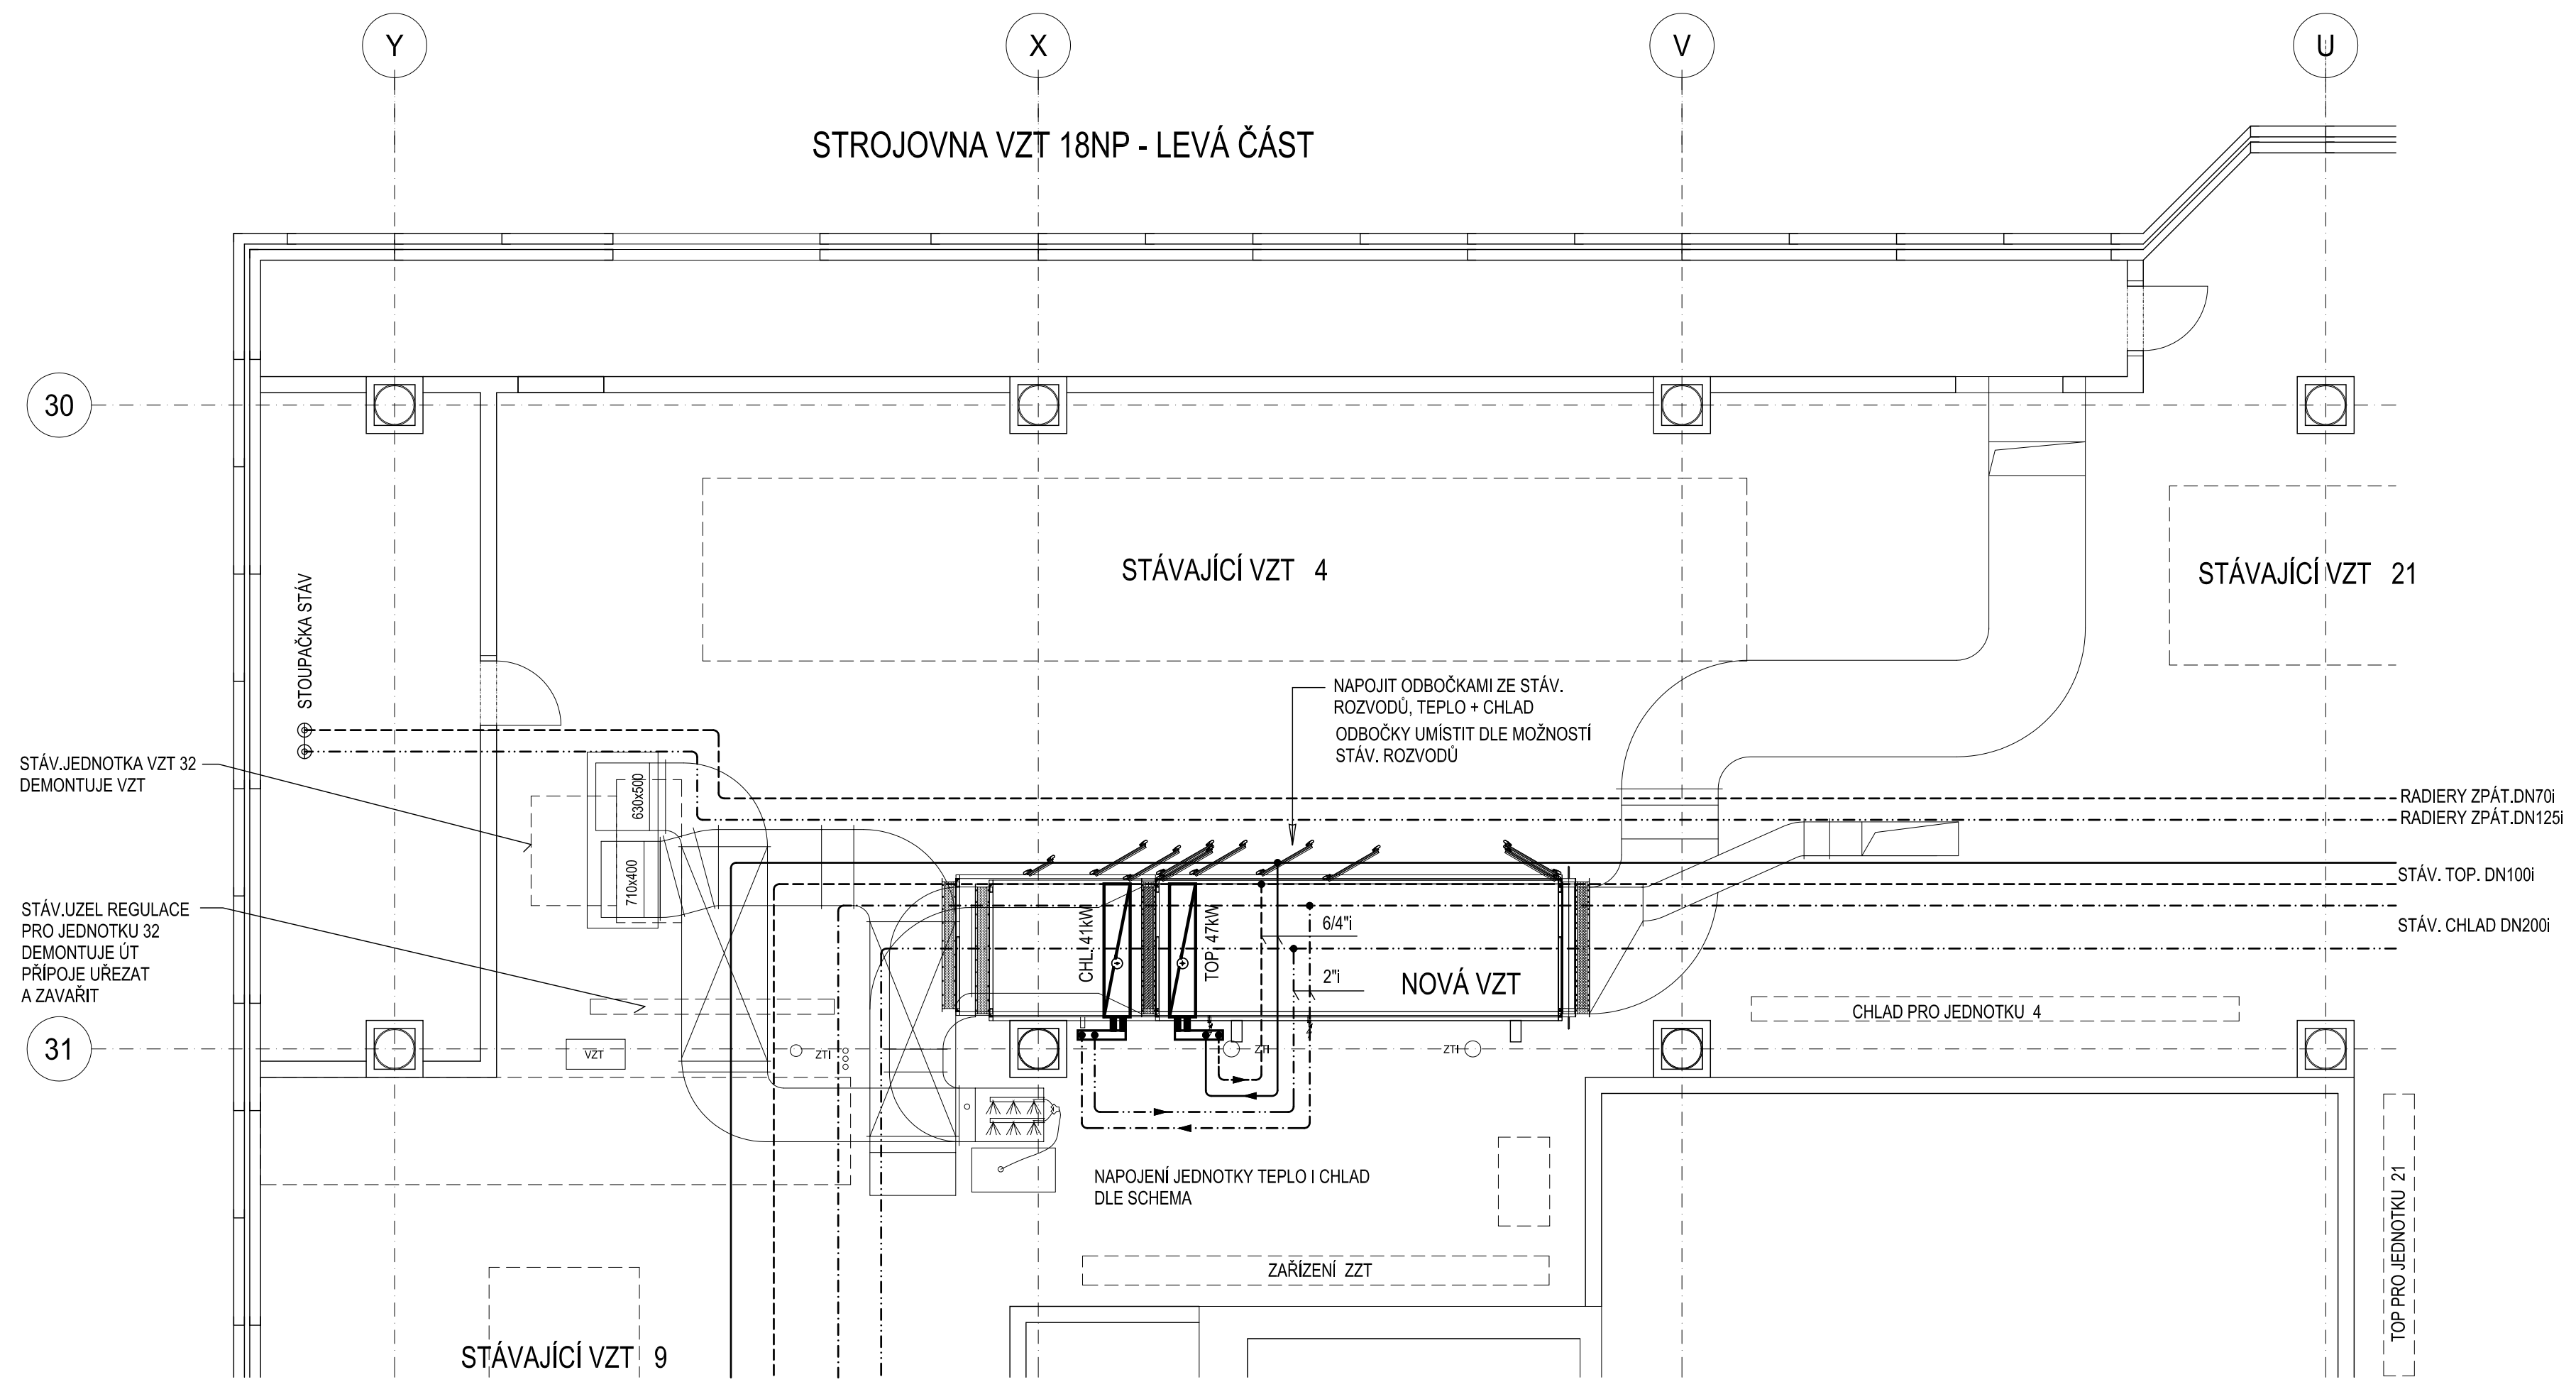 Y
X
V
U
STROJOVNA VZT 18NP - LEVÁ ČÁST
30
STÁVAJÍCÍ VZT 4
STÁVAJÍCÍ VZT 21
STOUPAČKA STÁV
NAPOJIT ODBOČKAMI ZE STÁV.
ROZVODŮ, TEPLO + CHLAD
ODBOČKY UMÍSTIT DLE MOŽNOSTÍ
STÁV. ROZVODŮ
STÁV.JEDNOTKA VZT 32
DEMONTUJE VZT
630x500
710x400
RADIERY ZPÁT.DN70i
RADIERY ZPÁT.DN125i
STÁV. TOP. DN100i
STÁV. CHLAD DN200i
STÁV.UZEL REGULACE
PRO JEDNOTKU 32
DEMONTUJE ÚT
PŘÍPOJE UŘEZAT
A ZAVAŘIT
CHL. 41kW
TOP. 47kW
6/4"i
2"i
NOVÁ VZT
CHLAD PRO JEDNOTKU 4
31
VZT
ZTI
ZTI
ZTI
NAPOJENÍ JEDNOTKY TEPLO I CHLAD
DLE SCHEMA
ZAŘÍZENÍ ZZT
TOP PRO JEDNOTKU 21
STÁVAJÍCÍ VZT 9